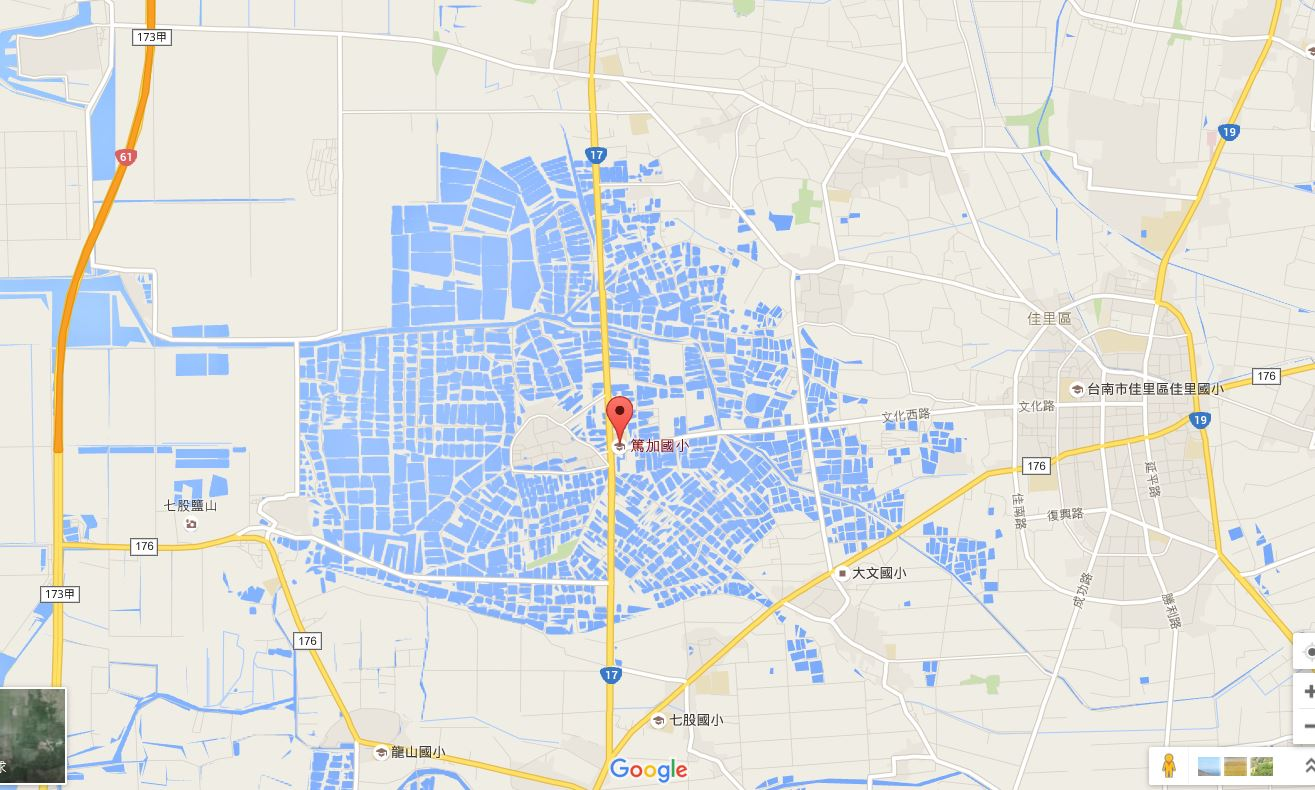 173甲
61
17
19
佳里區
台南市佳里區佳里國小
176
文化西路
文化路
19
篤加國小
176
延平路
七股鹽山
佳南路
復興路
176
大文國小
173甲
成功路
勝利路
176
17
七股國小
龍山國小
Google